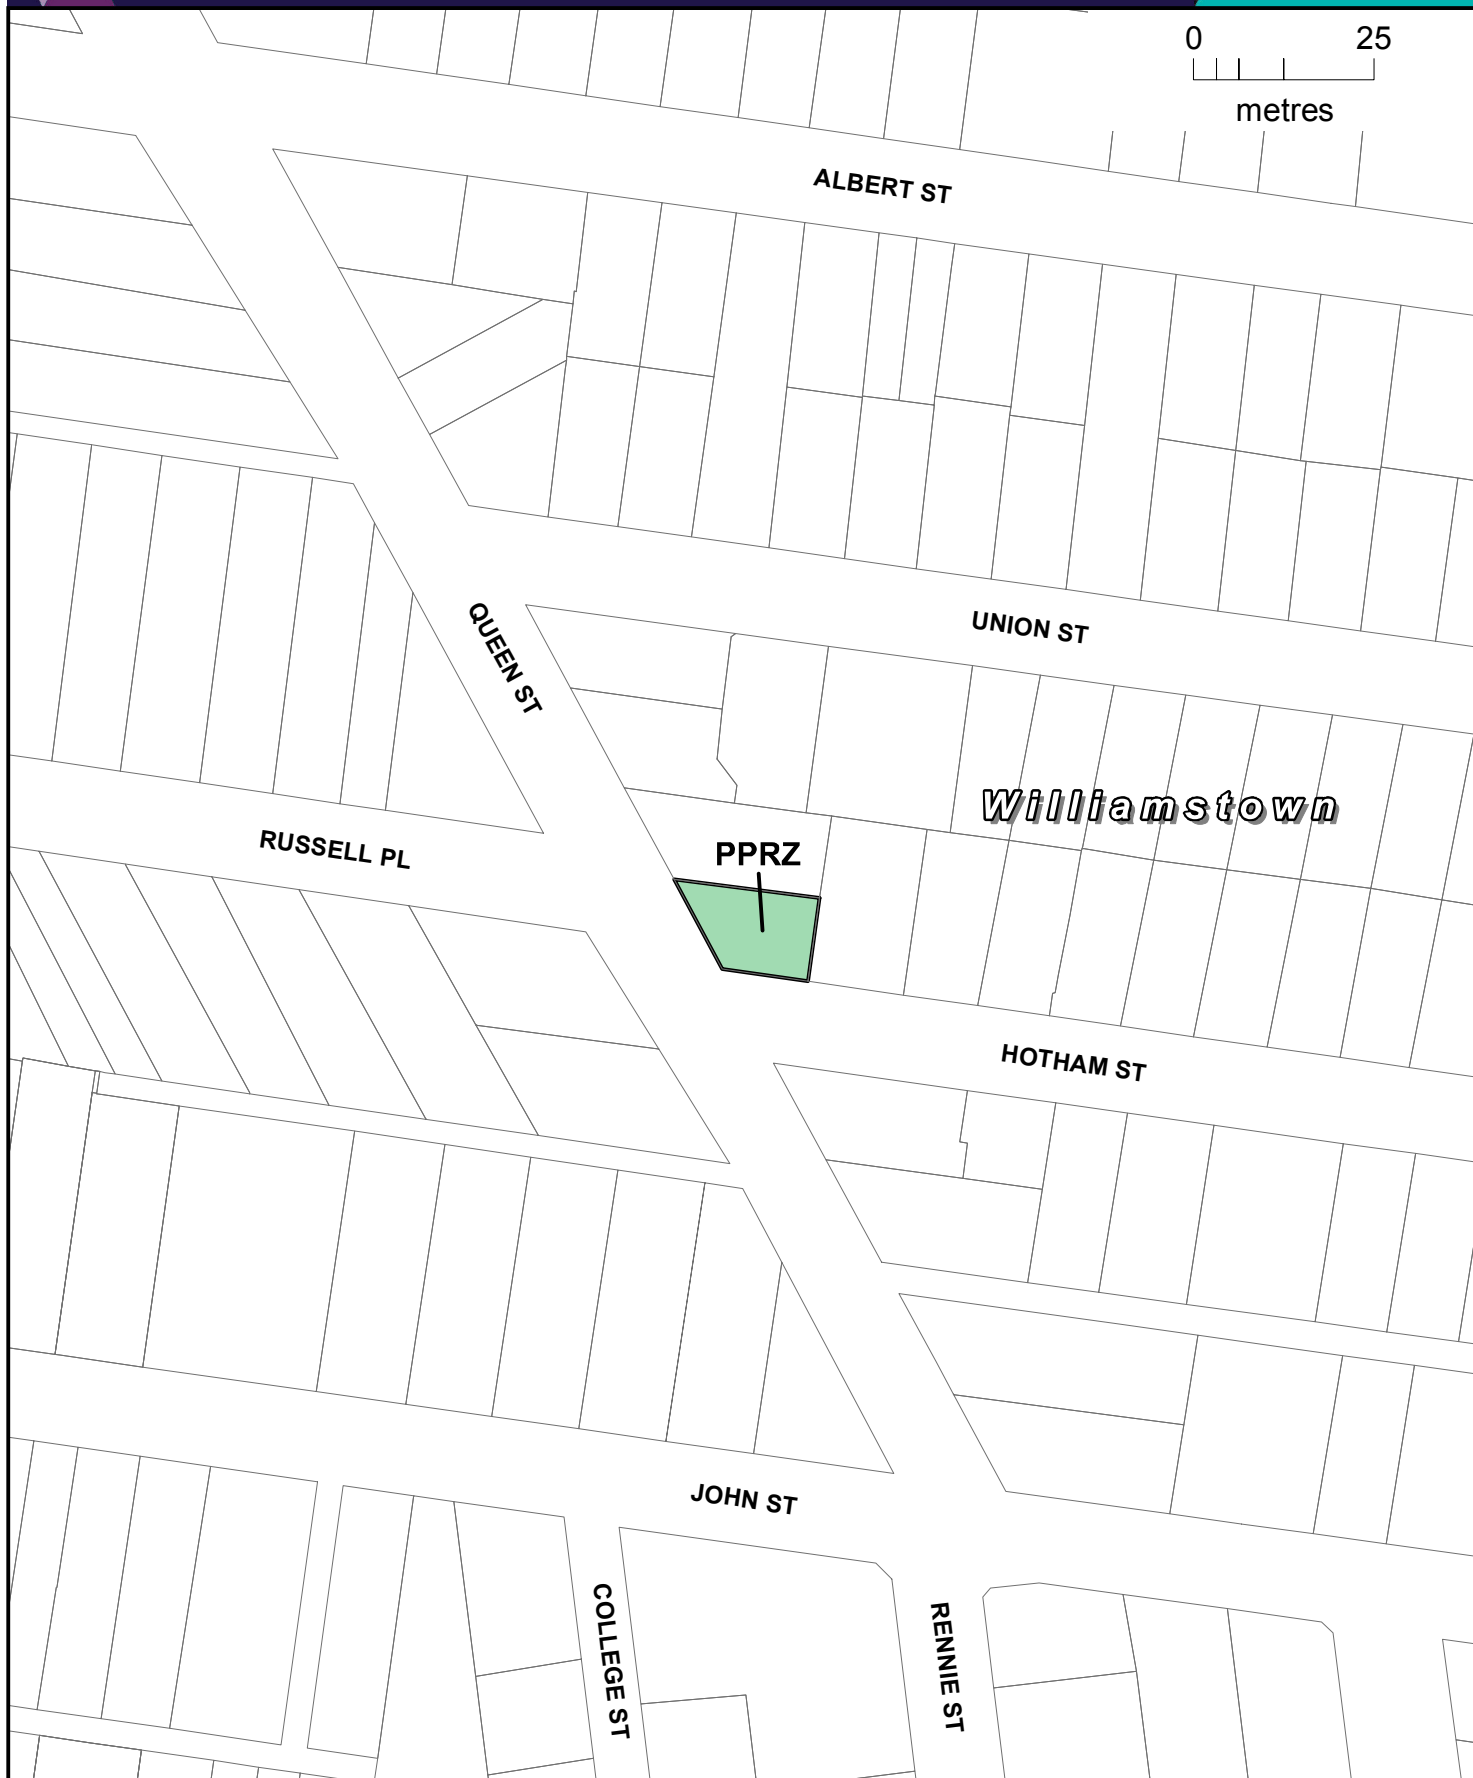 0 25
metres
ALBERT ST
QUEEN ST
UNION ST
Williamstown
RUSSELL PL
PPRZ
HOTHAM ST
JOHN ST
COLLEGE ST
RENNIE ST